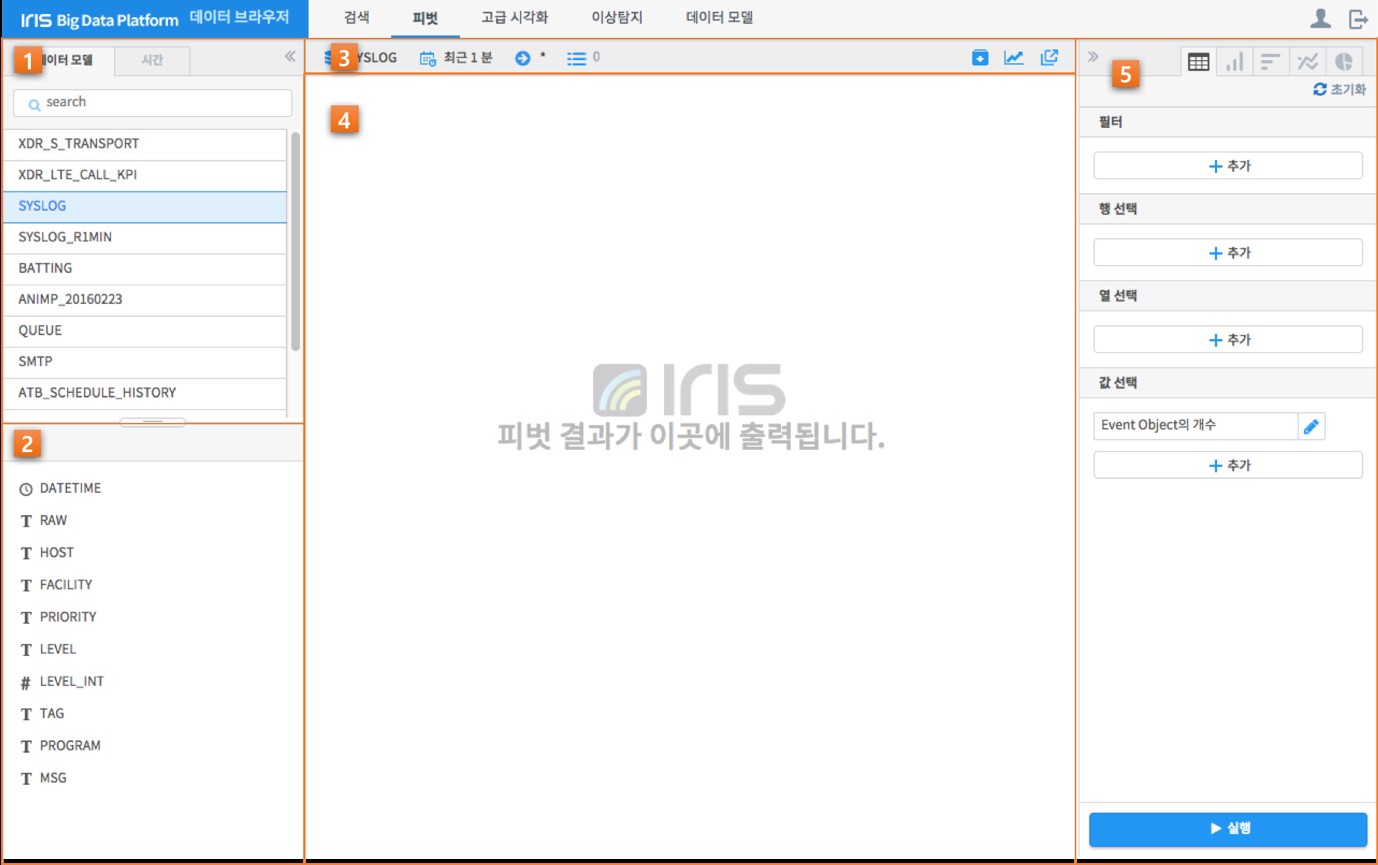 IRIS Big Data Platform 데이터 브라우저
검색 피벗 고급 시각화 이상탐지 데이터 모델
1 이터 모델 시간
search
XDR_S_TRANSPORT
XDR_LTE_CALL_KPI
SYSLOG
SYSLOG_R1MIN
BATTING
ANIMP_20160223
QUEUE
SMTP
ATB_SCHEDULE_HISTORY
2
DATETIME
T RAW
T HOST
T FACILITY
T PRIORITY
T LEVEL
# LEVEL_INT
T TAG
T PROGRAM
T MSG
3 YSLOG 최근 1 분 * 0
4
IRIS
피벗 결과가 이곳에 출력됩니다.
5
초기화
필터
+ 추가
행 선택
+ 추가
열 선택
+ 추가
값 선택
Event Object의 개수
+ 추가
실행